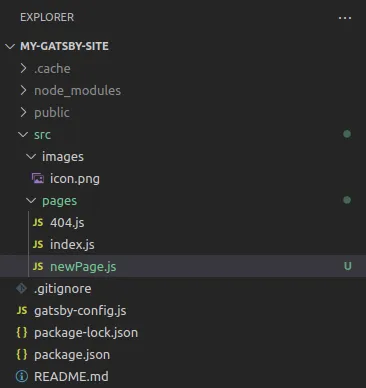 EXPLORER ...
MY-GATSBY-SITE
.cache
node_modules
public
src
images
icon.png
pages
JS 404.js
JS index.js
JS newPage.js U
.gitignore
JS gatsby-config.js
{ } package-lock.json
{ } package.json
README.md